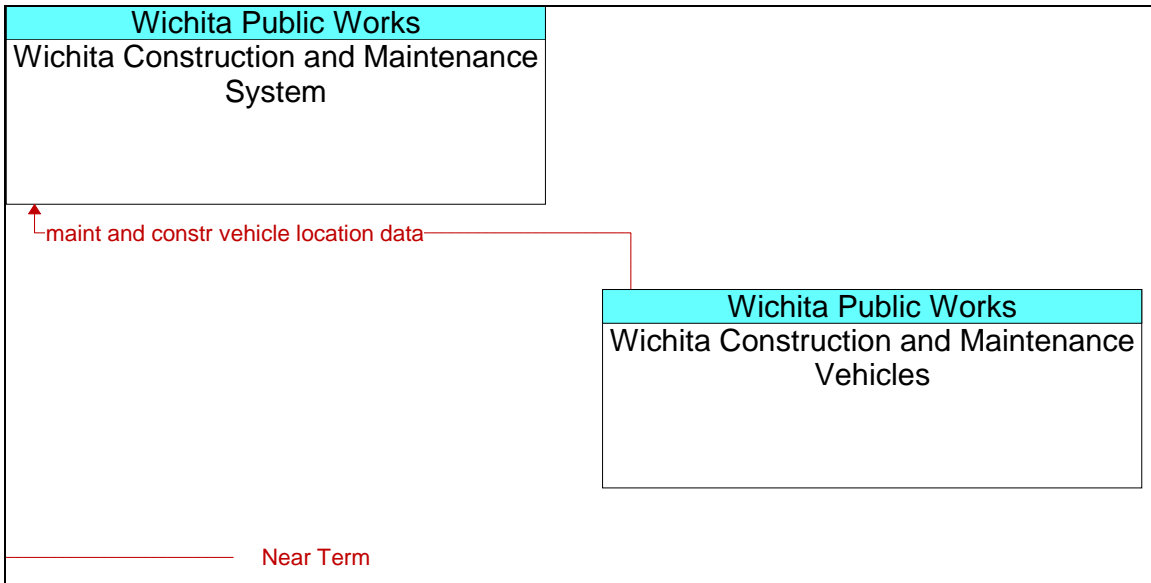 Wichita Public Works
Wichita Construction and Maintenance
System
maint and constr vehicle location data
Wichita Public Works
Wichita Construction and Maintenance
Vehicles
Near Term